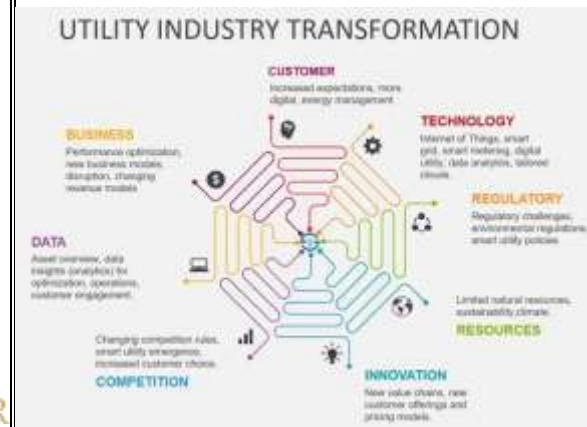 UTILITY INDUSTRY TRANSFORMATION
CUSTOMER
Increased expectations, more
digital, energy management
TECHNOLOGY
Internet of Things, smart
grid, smart metering, digital
utility, data analytics, tailored
BUSINESS
Performance optimization,
new business models,
disruption, changing
revenue models
REGULATORY
Regulatory challenges,
environmental regulations,
smart utility policies
DATA
Asset overview, data
insights (analytics) for
optimization, operations,
customer engagement.
Limited natural resources,
sustainability climate.
RESOURCES
Changing competition rules,
smart utility emergence,
increased customer choice.
COMPETITION
INNOVATION
New value chains, new
customer offerings and
pricing models.
R